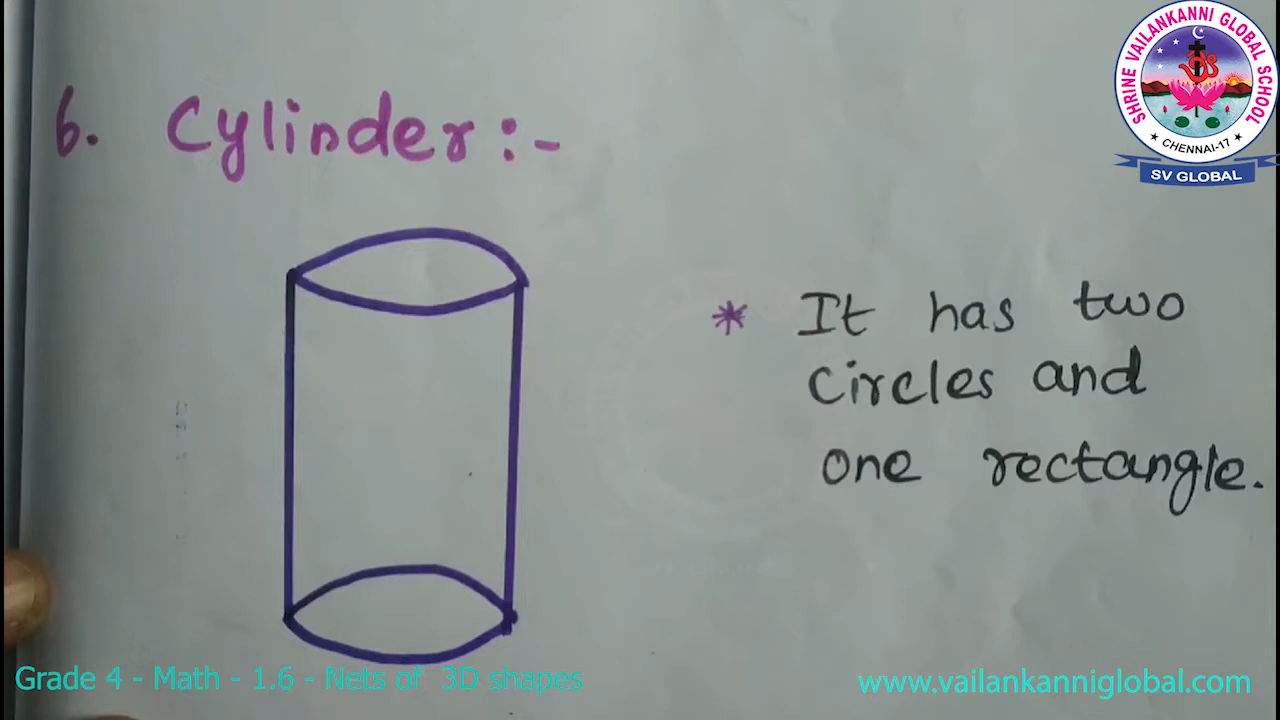 SHRINE VAILANKANNI GLOBAL SCHOOL
★ CHENNAI-17 ★
SV GLOBAL
6. Cylinder:-
* It has two
circles and
one rectangle.
Grade 4 - Math - 1.6 - Nets of 3D shapes
www.vailankanniglobal.com